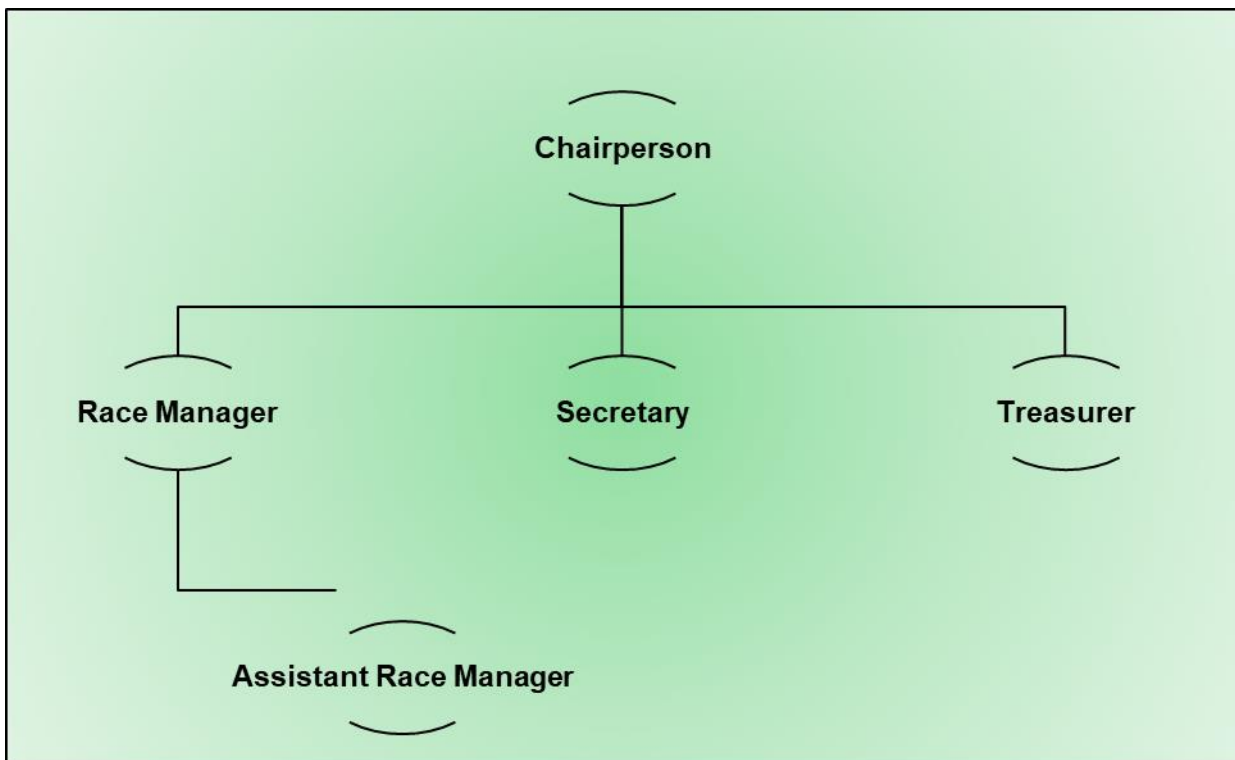 Chairperson
Race Manager
Secretary
Treasurer
Assistant Race Manager